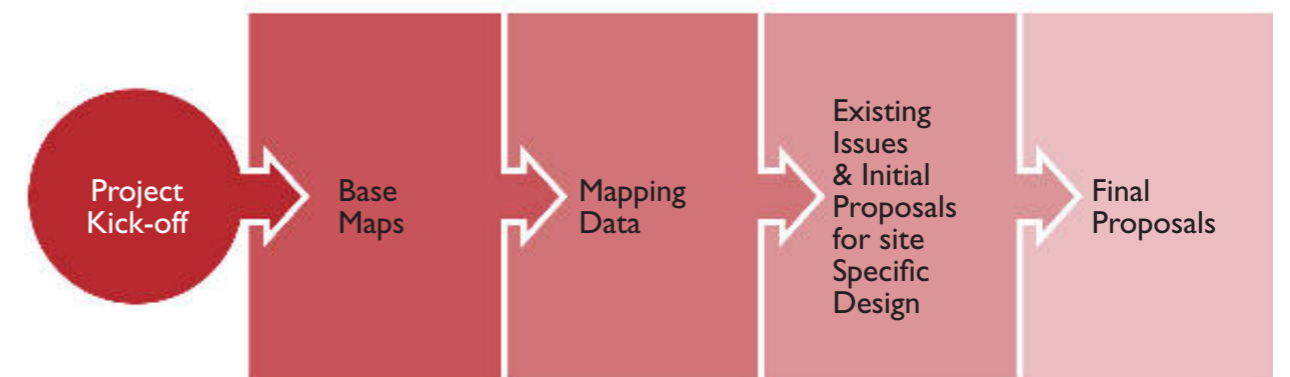 Project
Kick-off
Base
Maps
Mapping
Data
Existing
Issues
& Initial
Proposals
for site
Specific
Design
Final
Proposals